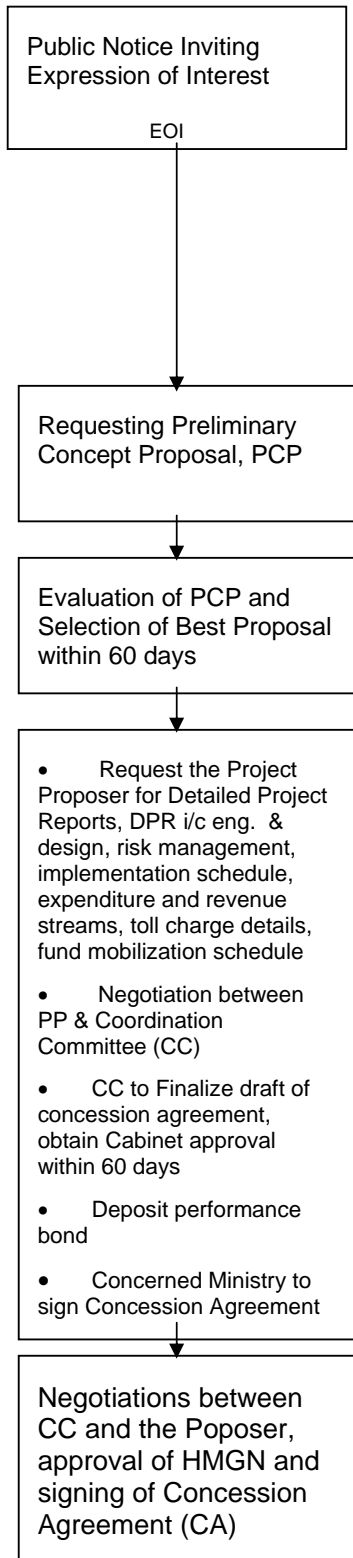 Public Notice Inviting
Expression of Interest
EOI
Requesting Preliminary
Concept Proposal, PCP
Evaluation of PCP and
Selection of Best Proposal
within 60 days
• Request the Project
Proposer for Detailed Project
Reports, DPR i/c eng. &
design, risk management,
implementation schedule,
expenditure and revenue
streams, toll charge details,
fund mobilization schedule
• Negotiation between
PP & Coordination
Committee (CC)
• CC to Finalize draft of
concession agreement,
obtain Cabinet approval
within 60 days
• Deposit performance
bond
• Concerned Ministry to
sign Concession Agreement
Negotiations between
CC and the Poposer,
approval of HMGN and
signing of Concession
Agreement (CA)